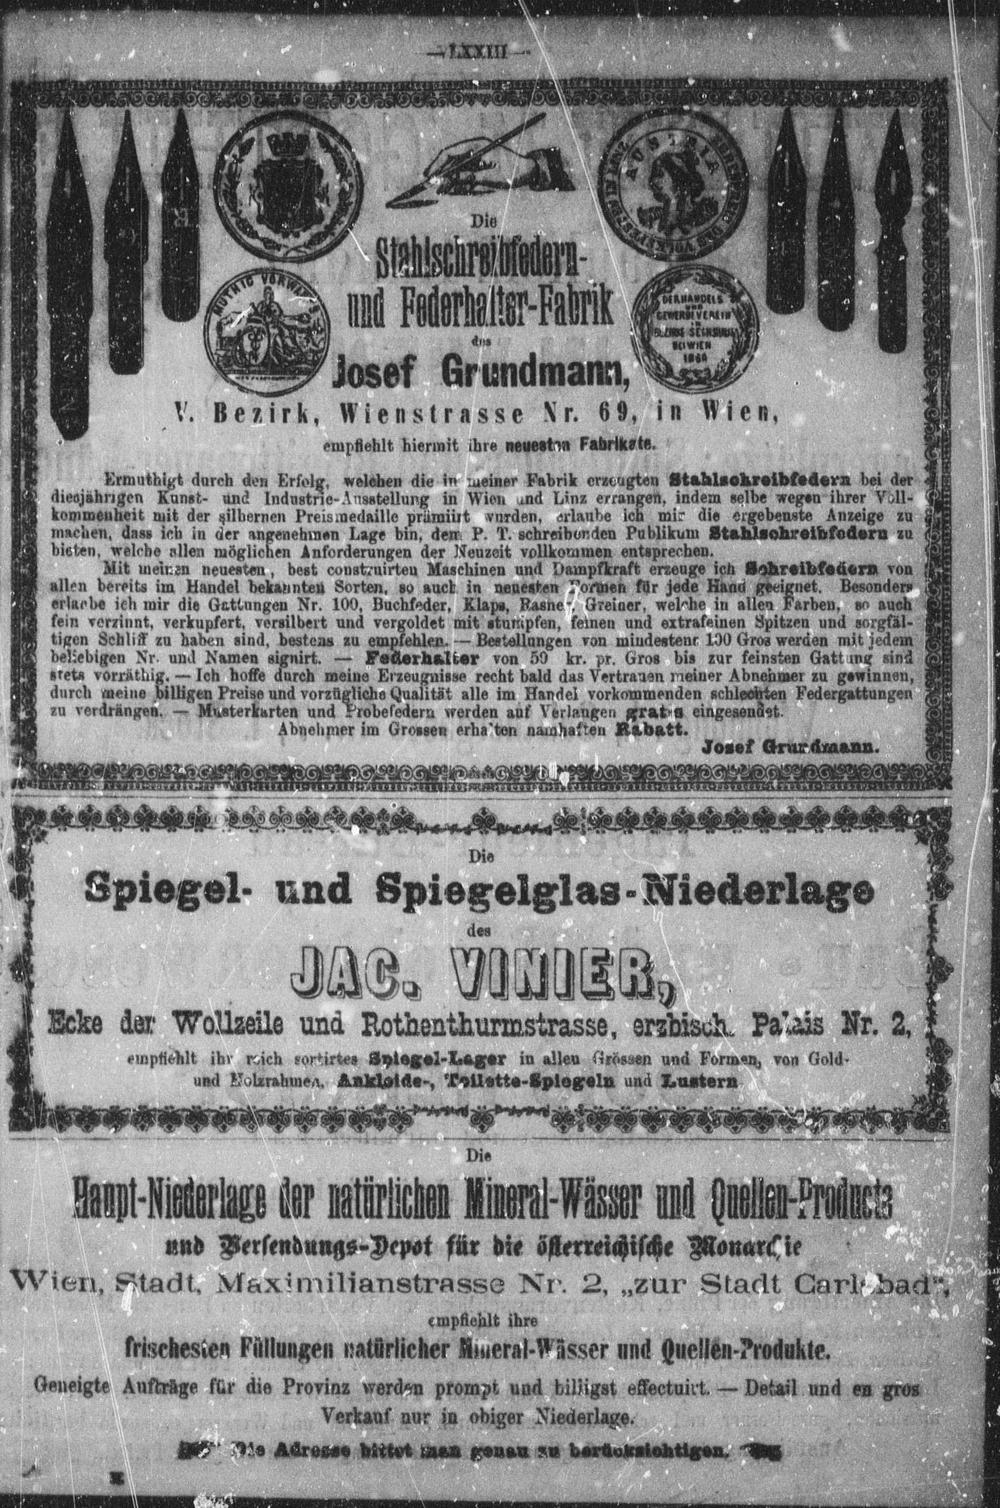 — LXXIII —
AUSTRIA
MUTHIG VORWÄRTS
DER HANDELS
UND
GEWERBEVEREIN
IN
BEZIRKE SECHSHAUS
BEI WIEN
Die
Stahlschreibfedern-
und Federhalter-Fabrik
des
Josef Grundmann,
V. Bezirk, Wienstrasse Nr. 69, in Wien,
empfiehlt hiermit ihre neuesten Fabrikate.
Ermuthigt durch den Erfolg, welchen die in meiner Fabrik erzeugten Stahlschreibfedern bei der
diesjährigen Kunst- und Industrie-Ausstellung in Wien und Linz errangen, indem selbe wegen ihrer Voll-
kommenheit mit der silbernen Preismedaille prämiirt wurden, erlaube ich mir die ergebenste Anzeige zu
machen, dass ich in der angenehmen Lage bin, dem P. T. schreibenden Publikum Stahlschreibfedern zu
bieten, welche allen möglichen Anforderungen der Neuzeit vollkommen entsprechen.
Mit meinen neuesten, best construirten Maschinen und Dampfkraft erzeuge ich Schreibfedern von
allen bereits im Handel bekannten Sorten, so auch in neuesten Formen für jede Hand geeignet. Besonders
erlaube ich mir die Gattungen Nr. 100, Buchfeder, Klaps, Rasner, Greiner, welche in allen Farben, so auch
fein verzinnt, verkupfert, versilbert und vergoldet mit stumpfen, feinen und extrafeinen Spitzen und sorgfäl-
tigen Schliff zu haben sind, bestens zu empfehlen. — Bestellungen von mindestens 100 Gros werden mit jedem
beliebigen Nr. und Namen signirt. — Federhalter von 50 kr. pr. Gros bis zur feinsten Gattung sind
stets vorräthig. — Ich hoffe durch meine Erzeugnisse recht bald das Vertrauen meiner Abnehmer zu gewinnen,
durch meine billigen Preise und vorzügliche Qualität alle im Handel vorkommenden schlechten Federgattungen
zu verdrängen. — Musterkarten und Probefedern werden auf Verlangen gratis eingesendet.
Abnehmer im Grossen erhalten namhaften Rabatt.
Josef Grundmann.
Die
Spiegel- und Spiegelglas-Niederlage
des
JAC. VINIER,
Ecke der Wollzeile und Rothenthurmstrasse, erzbisch. Palais Nr. 2,
empfiehlt ihr reich sortirtes Spiegel-Lager in allen Grössen und Formen, von Gold-
und Holzrahmen, Ankleide-, Toilette-Spiegeln und Lustern.
Die
Haupt-Niederlage der natürlichen Mineral-Wässer und Quellen-Producte
und Versendungs-Depot für die österreichische Monarchie
Wien, Stadt, Maximilianstrasse Nr. 2, „zur Stadt Carlsbad“,
empfiehlt ihre
frischesten Füllungen natürlicher Mineral-Wässer und Quellen-Produkte.
Geneigte Aufträge für die Provinz werden prompt und billigst effectuirt. — Detail und en gros
Verkauf nur in obiger Niederlage.
Die Adresse bittet man genau zu berücksichtigen.